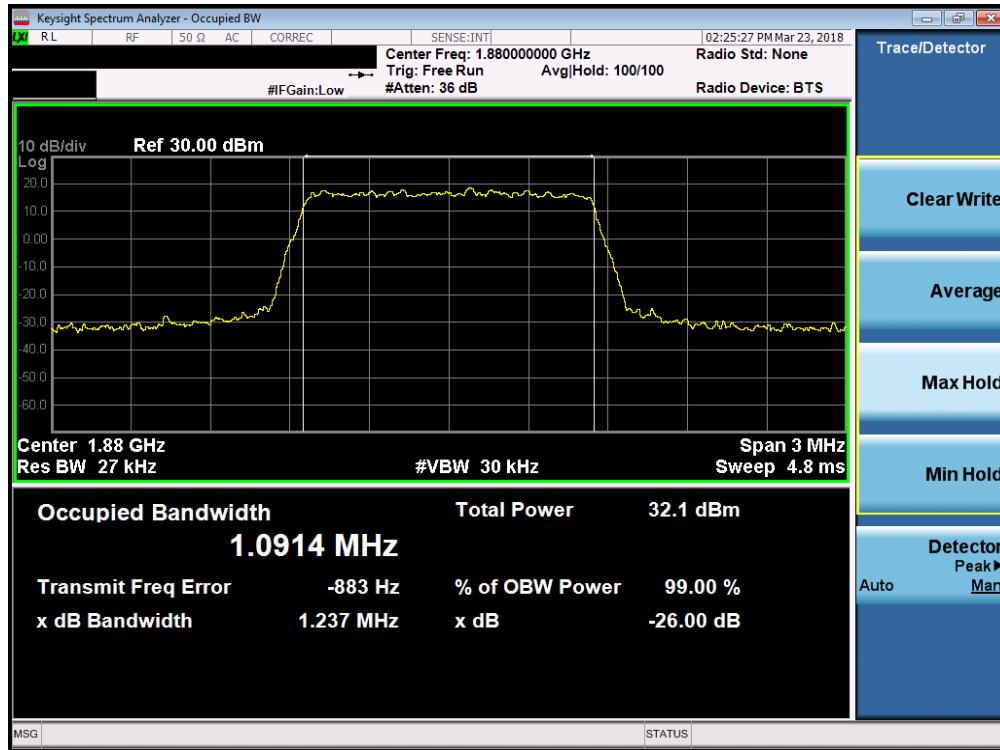 Keysight Spectrum Analyzer - Occupied BW
LXI RL RF 50 Ω AC CORREC SENSE:INT 02:25:27 PM Mar 23, 2018
Center Freq: 1.880000000 GHz Radio Std: None
Trig: Free Run Avg|Hold: 100/100
#IFGain:Low #Atten: 36 dB Radio Device: BTS
10 dB/div Ref 30.00 dBm
Log
20.0
10.0
0.00
-10.0
-20.0
-30.0
-40.0
-50.0
-60.0
Center 1.88 GHz Span 3 MHz
Res BW 27 kHz #VBW 30 kHz Sweep 4.8 ms
Occupied Bandwidth Total Power 32.1 dBm
1.0914 MHz
Transmit Freq Error -883 Hz % of OBW Power 99.00 %
x dB Bandwidth 1.237 MHz x dB -26.00 dB
MSG STATUS
Trace/Detector
Clear Write
Average
Max Hold
Min Hold
Detector
Peak▶
Auto Man